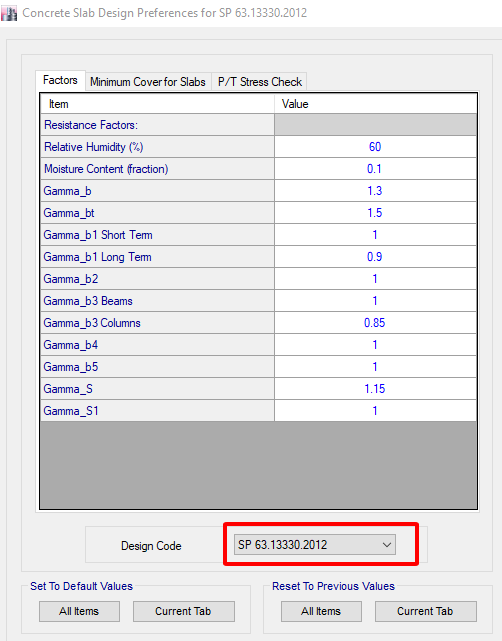 Concrete Slab Design Preferences for SP 63.13330.2012
Factors Minimum Cover for Slabs P/T Stress Check
Item Value
Resistance Factors:
Relative Humidity (%) 60
Moisture Content (fraction) 0.1
Gamma_b 1.3
Gamma_bt 1.5
Gamma_b1 Short Term 1
Gamma_b1 Long Term 0.9
Gamma_b2 1
Gamma_b3 Beams 1
Gamma_b3 Columns 0.85
Gamma_b4 1
Gamma_b5 1
Gamma_S 1.15
Gamma_S1 1
Design Code SP 63.13330.2012
Set To Default Values Reset To Previous Values
All Items Current Tab All Items Current Tab